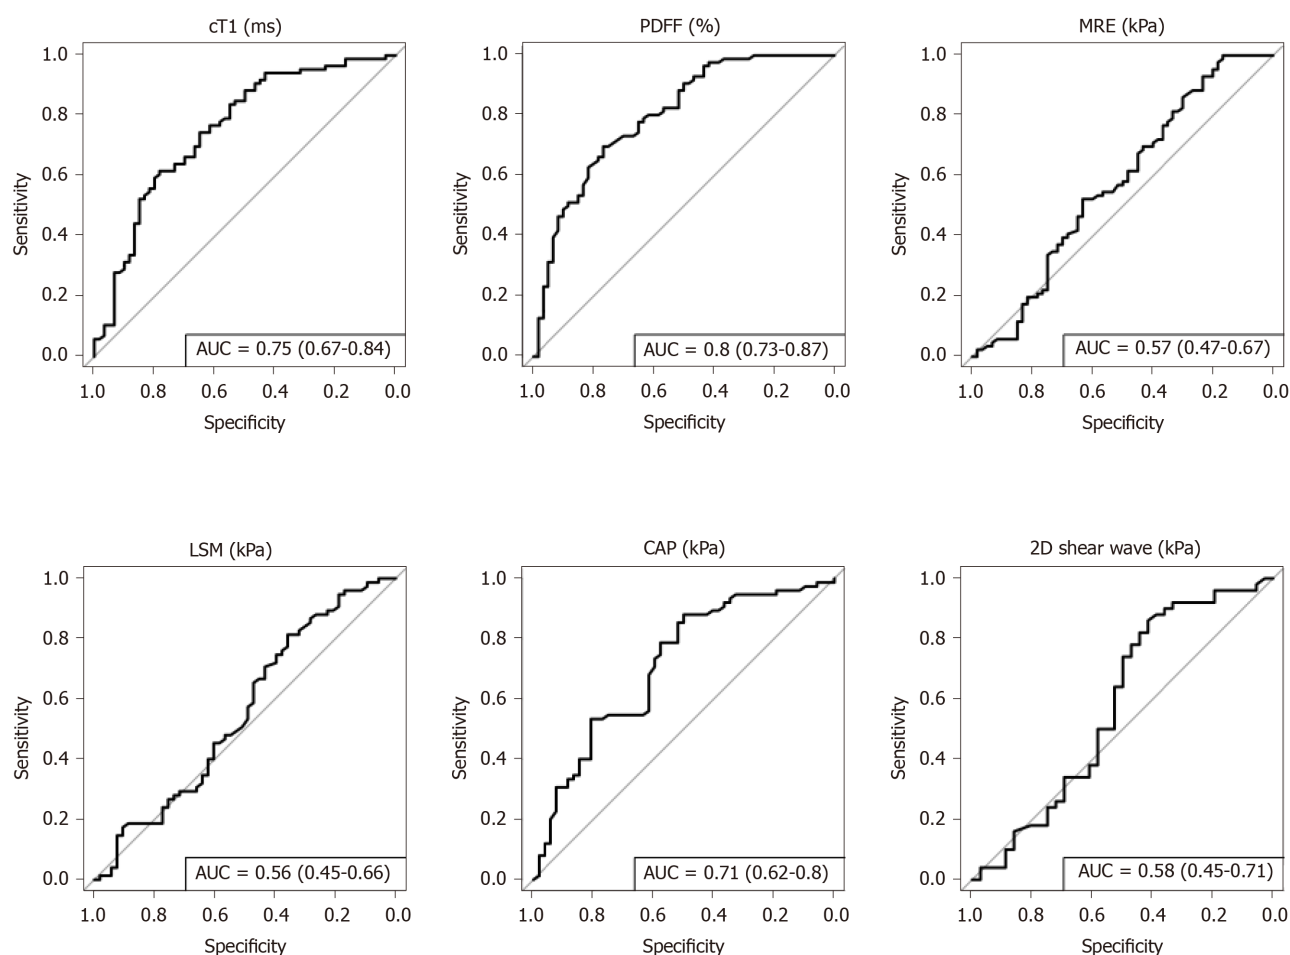 cT1 (ms)
1.0
0.8
0.6
0.4
0.2
0.0
Sensitivity
AUC = 0.75 (0.67-0.84)
1.0 0.8 0.6 0.4 0.2 0.0
Specificity
PDFF (%)
1.0
0.8
0.6
0.4
0.2
0.0
Sensitivity
AUC = 0.8 (0.73-0.87)
1.0 0.8 0.6 0.4 0.2 0.0
Specificity
MRE (kPa)
1.0
0.8
0.6
0.4
0.2
0.0
Sensitivity
AUC = 0.57 (0.47-0.67)
1.0 0.8 0.6 0.4 0.2 0.0
Specificity
LSM (kPa)
1.0
0.8
0.6
0.4
0.2
0.0
Sensitivity
AUC = 0.56 (0.45-0.66)
1.0 0.8 0.6 0.4 0.2 0.0
Specificity
CAP (kPa)
1.0
0.8
0.6
0.4
0.2
0.0
Sensitivity
AUC = 0.71 (0.62-0.8)
1.0 0.8 0.6 0.4 0.2 0.0
Specificity
2D shear wave (kPa)
1.0
0.8
0.6
0.4
0.2
0.0
Sensitivity
AUC = 0.58 (0.45-0.71)
1.0 0.8 0.6 0.4 0.2 0.0
Specificity